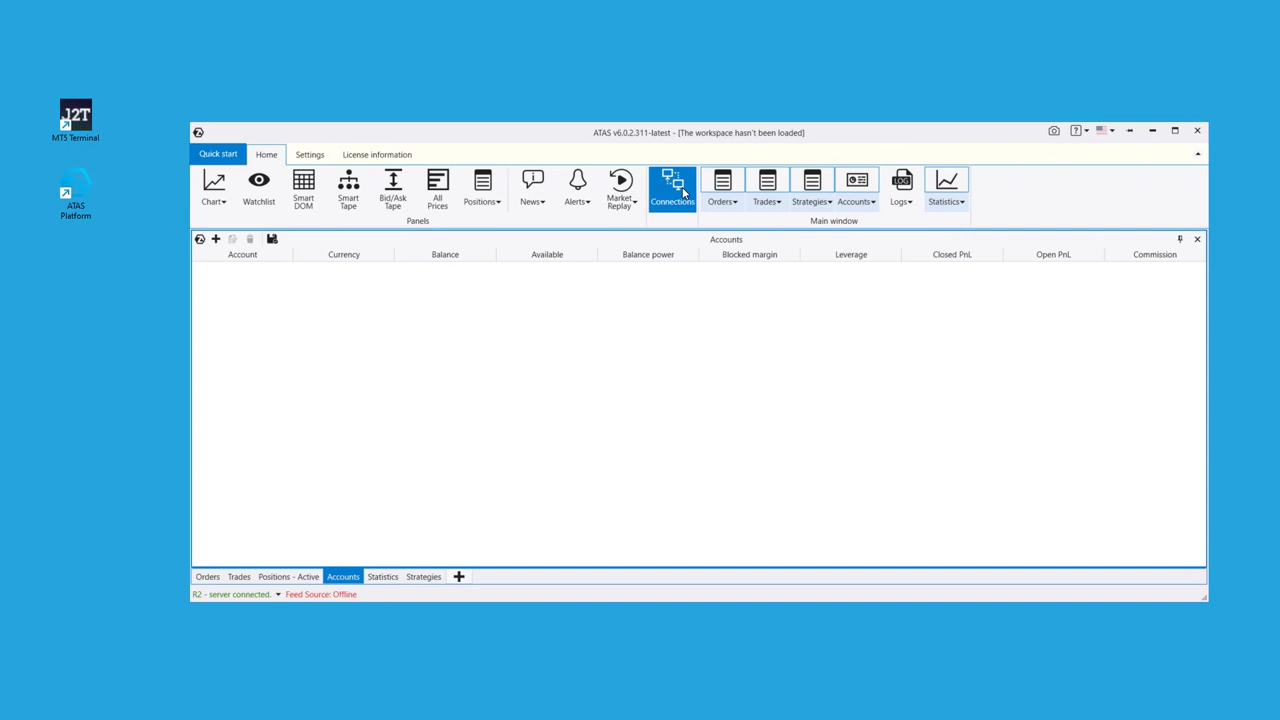 J2T
MT5 Terminal
ATAS
Platform
ATAS v6.0.2.311-latest - [The workspace hasn't been loaded]
Quick start Home Settings License information
Chart Watchlist Smart DOM Smart Tape Bid/Ask Tape All Prices Positions News Alerts Market Replay Connections Orders Trades Strategies Accounts LOG Logs Statistics
Panels Main window
Accounts
Account Currency Balance Available Balance power Blocked margin Leverage Closed PnL Open PnL Commission
Orders Trades Positions - Active Accounts Statistics Strategies
R2 - server connected. Feed Source: Offline